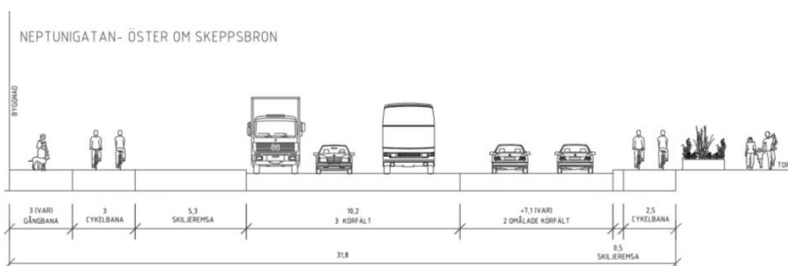 NEPTUNIGATAN- ÖSTER OM SKEPPSBRON
BYGGNAD
TOR
3 (VAR)
GÅNGBANA
3
CYKELBANA
5,3
SKILJEREMSA
10,2
3 KÖRFÄLT
~7,1 (VAR)
2 OMÅLADE KÖRFÄLT
2,5
CYKELBANA
0,5
SKILJEREMSA
31,8